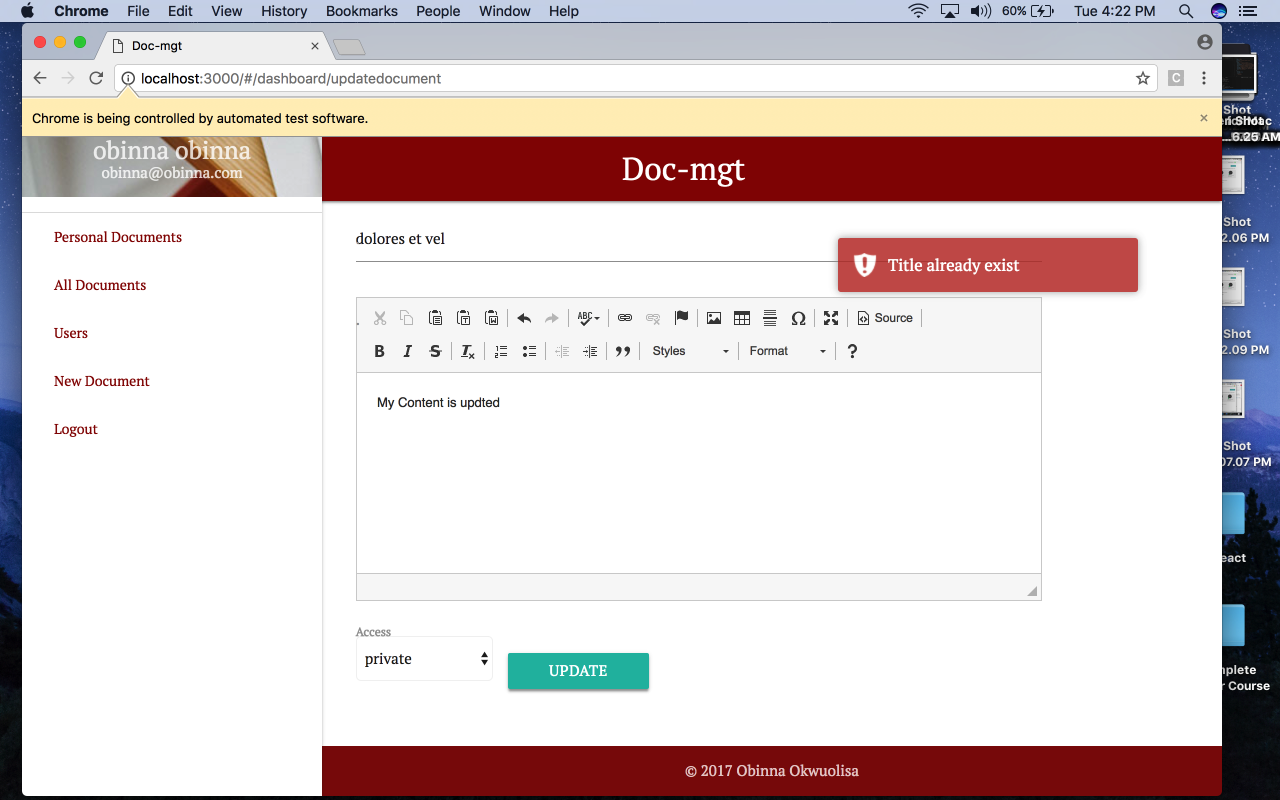 Chrome File Edit View History Bookmarks People Window Help 60% Tue 4:22 PM
Doc-mgt
localhost:3000/#/dashboard/updatedocument
C
Chrome is being controlled by automated test software.
obinna obinna
obinna@obinna.com
Doc-mgt
Personal Documents
All Documents
Users
New Document
Logout
dolores et vel
Title already exist
ABC Ω Source
B I S Tx Styles Format ?
My Content is updted
Access
private
UPDATE
© 2017 Obinna Okwuolisa
Shot
6.25 AM
Shot
2.06 PM
Shot
2.09 PM
Shot
07.07 PM
eact
nplete
r Course